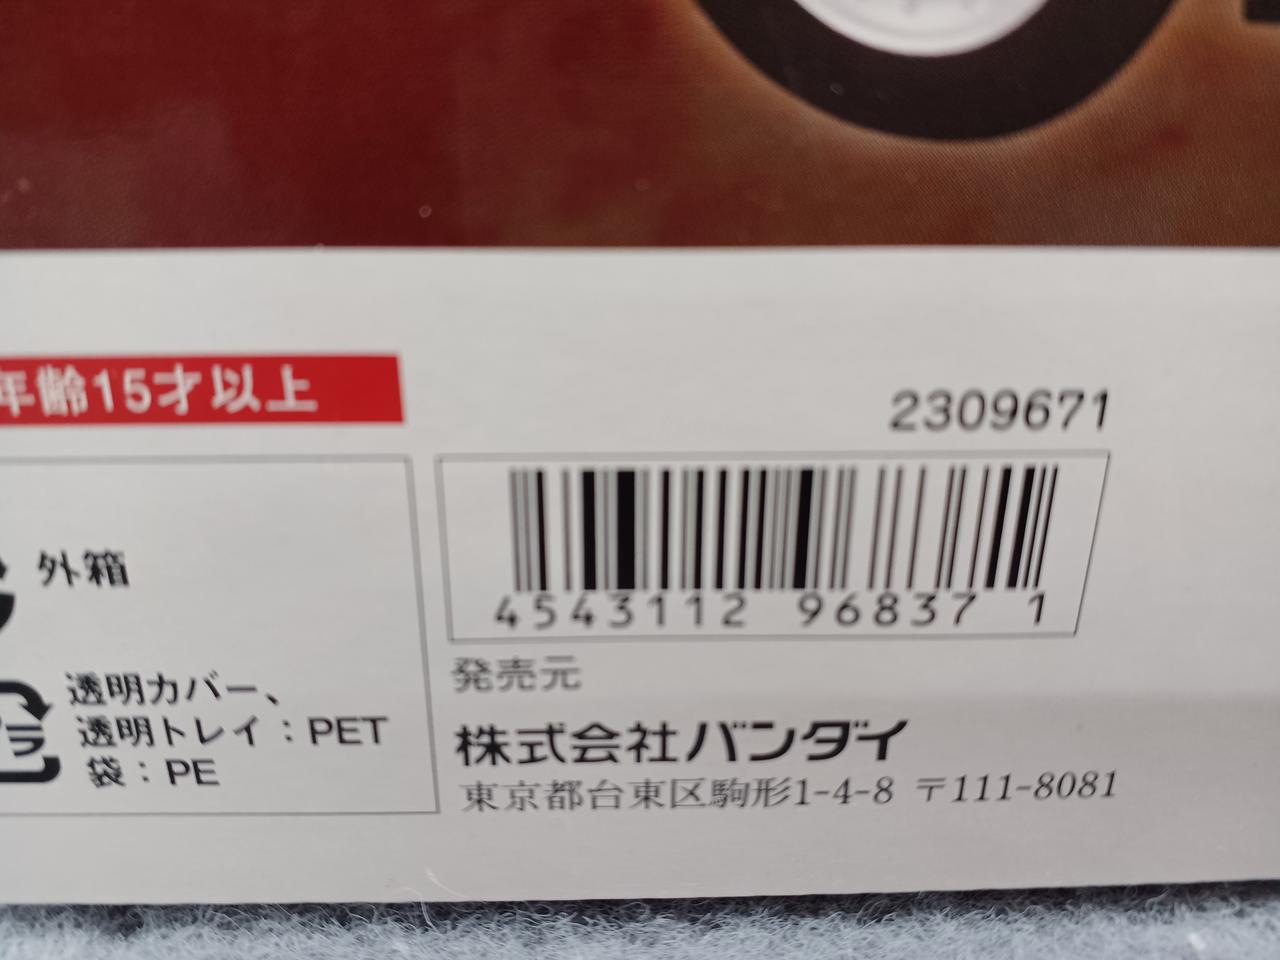 年齢15才以上
2309671
4543112 96837 1
外箱
プラ
透明カバー、
透明トレイ：PET
袋：PE
発売元
株式会社バンダイ
東京都台東区駒形1-4-8 〒111-8081